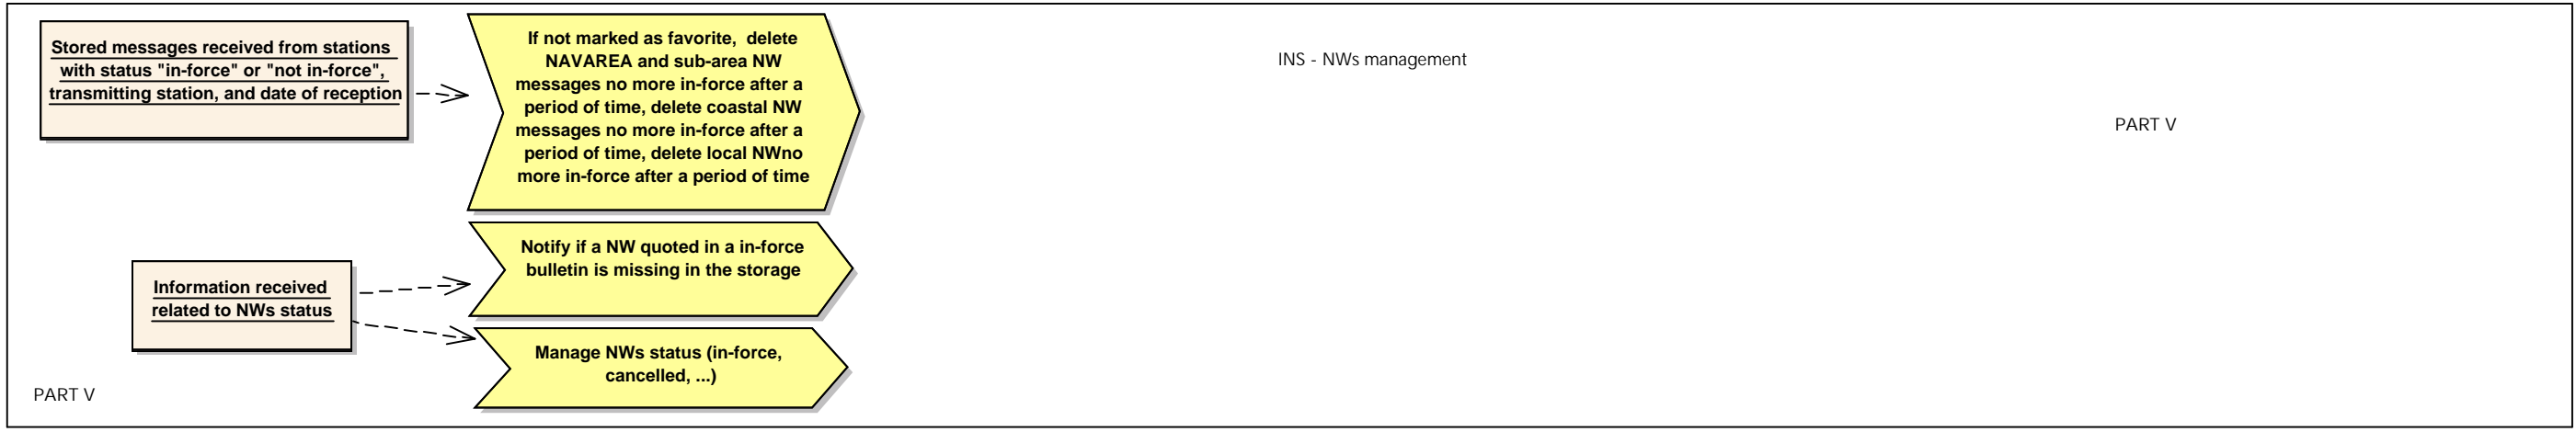 Stored messages received from stations
with status "in-force" or "not in-force",
transmitting station, and date of reception
If not marked as favorite, delete
NAVAREA and sub-area NW
messages no more in-force after a
period of time, delete coastal NW
messages no more in-force after a
period of time, delete local NWno
more in-force after a period of time
INS - NWs management
PART V
Notify if a NW quoted in a in-force
bulletin is missing in the storage
Information received
related to NWs status
Manage NWs status (in-force,
cancelled, ...)
PART V